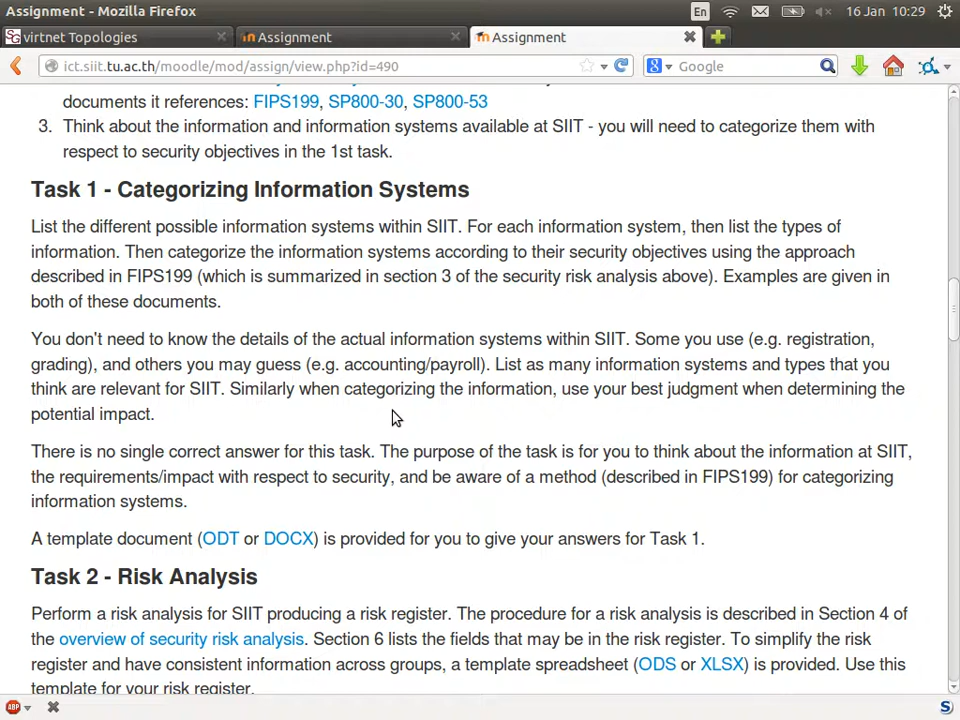 Assignment - Mozilla Firefox
En
16 Jan 10:29
virtnet Topologies
Assignment
Assignment
ict.siit.tu.ac.th/moodle/mod/assign/view.php?id=490
Google
documents it references: FIPS199, SP800-30, SP800-53
3. Think about the information and information systems available at SIIT - you will need to categorize them with
respect to security objectives in the 1st task.
Task 1 - Categorizing Information Systems
List the different possible information systems within SIIT. For each information system, then list the types of
information. Then categorize the information systems according to their security objectives using the approach
described in FIPS199 (which is summarized in section 3 of the security risk analysis above). Examples are given in
both of these documents.
You don't need to know the details of the actual information systems within SIIT. Some you use (e.g. registration,
grading), and others you may guess (e.g. accounting/payroll). List as many information systems and types that you
think are relevant for SIIT. Similarly when categorizing the information, use your best judgment when determining the
potential impact.
There is no single correct answer for this task. The purpose of the task is for you to think about the information at SIIT,
the requirements/impact with respect to security, and be aware of a method (described in FIPS199) for categorizing
information systems.
A template document (ODT or DOCX) is provided for you to give your answers for Task 1.
Task 2 - Risk Analysis
Perform a risk analysis for SIIT producing a risk register. The procedure for a risk analysis is described in Section 4 of
the overview of security risk analysis. Section 6 lists the fields that may be in the risk register. To simplify the risk
register and have consistent information across groups, a template spreadsheet (ODS or XLSX) is provided. Use this
template for your risk register.
ABP
S